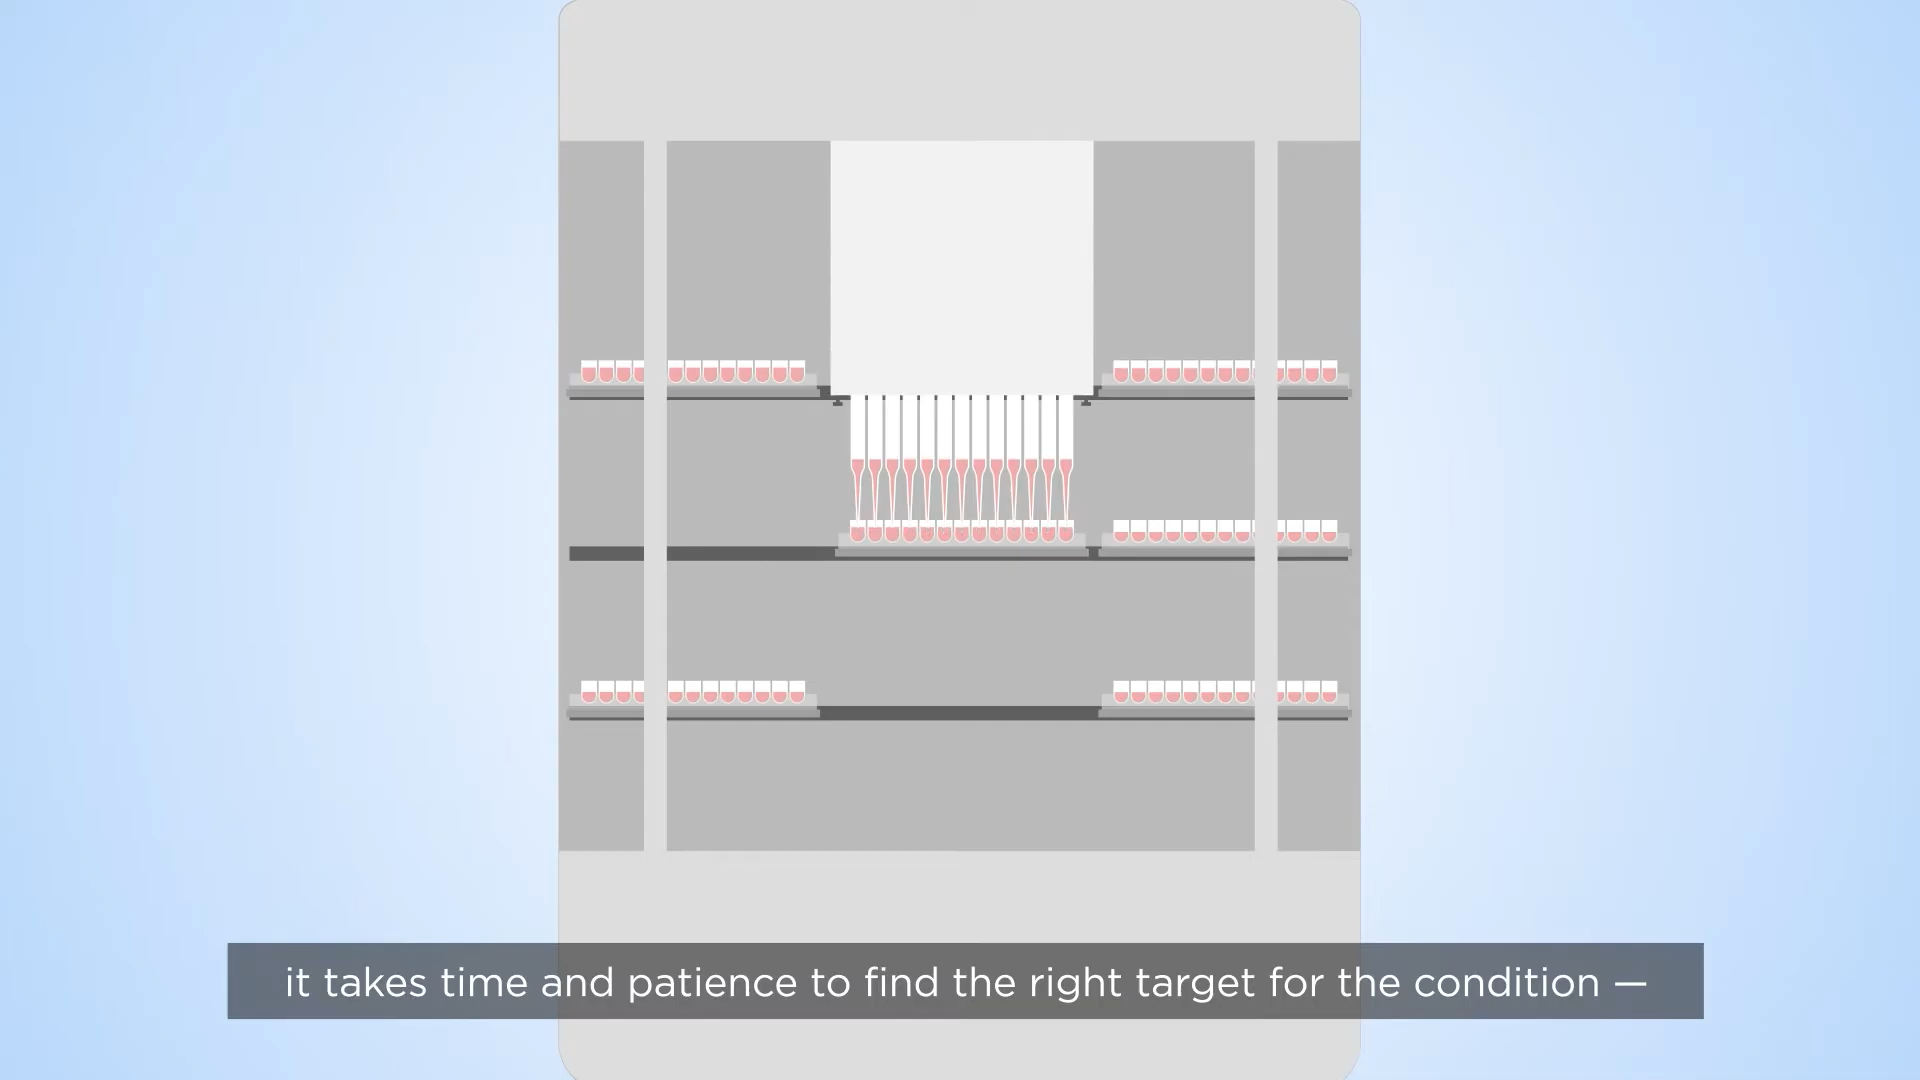 it takes time and patience to find the right target for the condition —